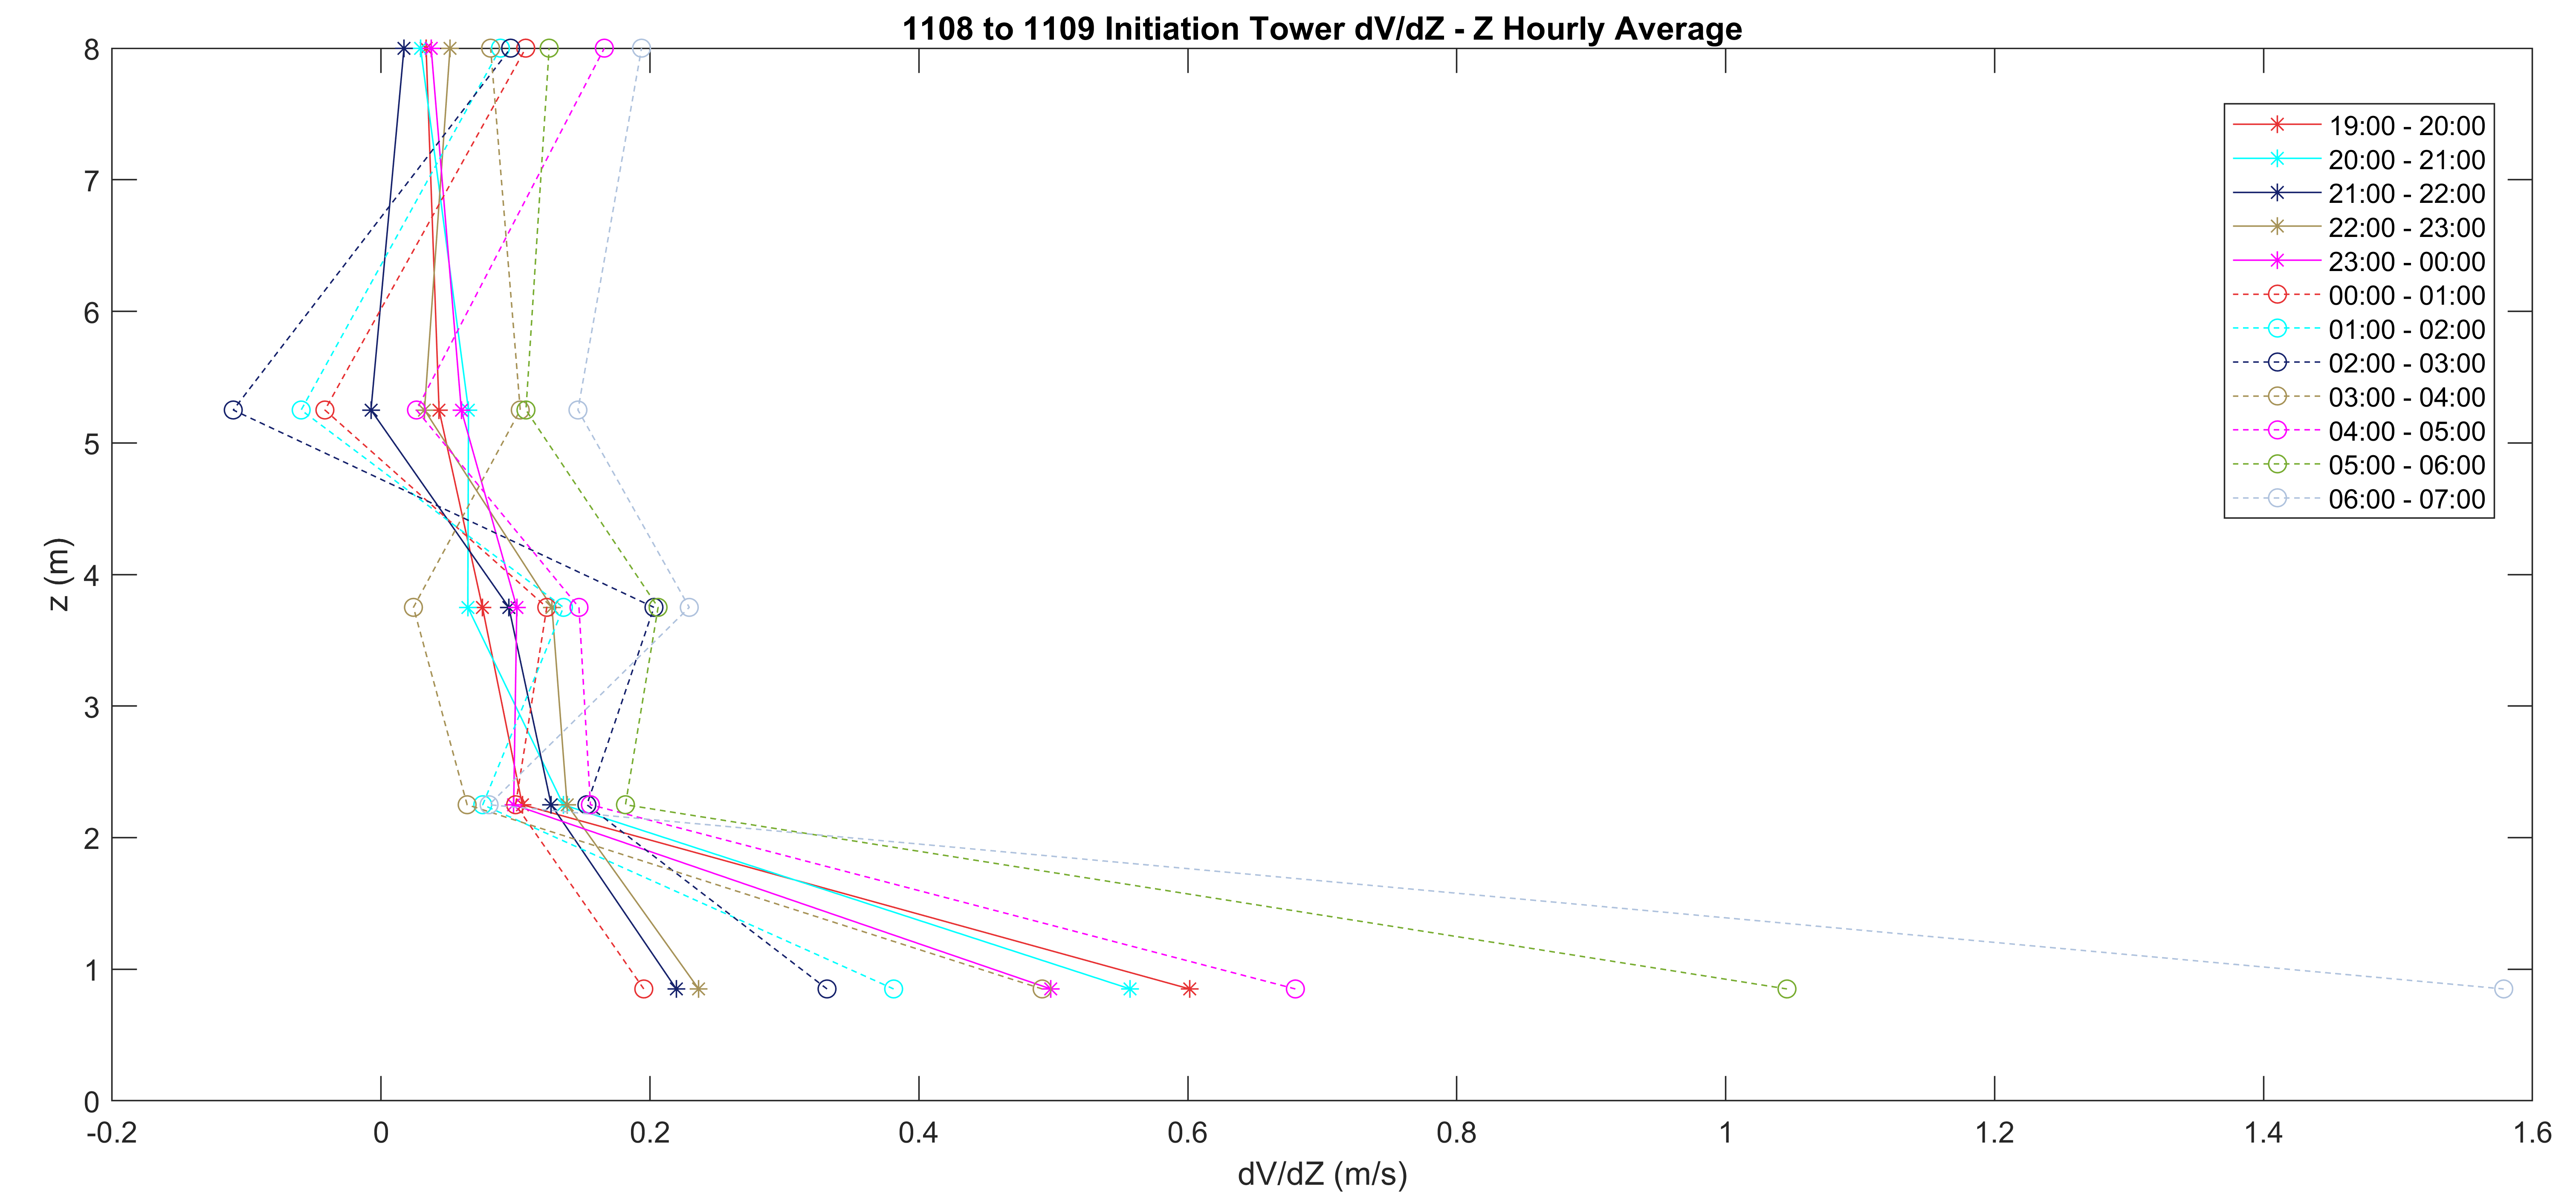 1108 to 1109 Initiation Tower dV/dZ - Z Hourly Average
8
7
6
5
4
3
2
1
0
z (m)
19:00 - 20:00
20:00 - 21:00
21:00 - 22:00
22:00 - 23:00
23:00 - 00:00
00:00 - 01:00
01:00 - 02:00
02:00 - 03:00
03:00 - 04:00
04:00 - 05:00
05:00 - 06:00
06:00 - 07:00
-0.2 0 0.2 0.4 0.6 0.8 1 1.2 1.4 1.6
dV/dZ (m/s)